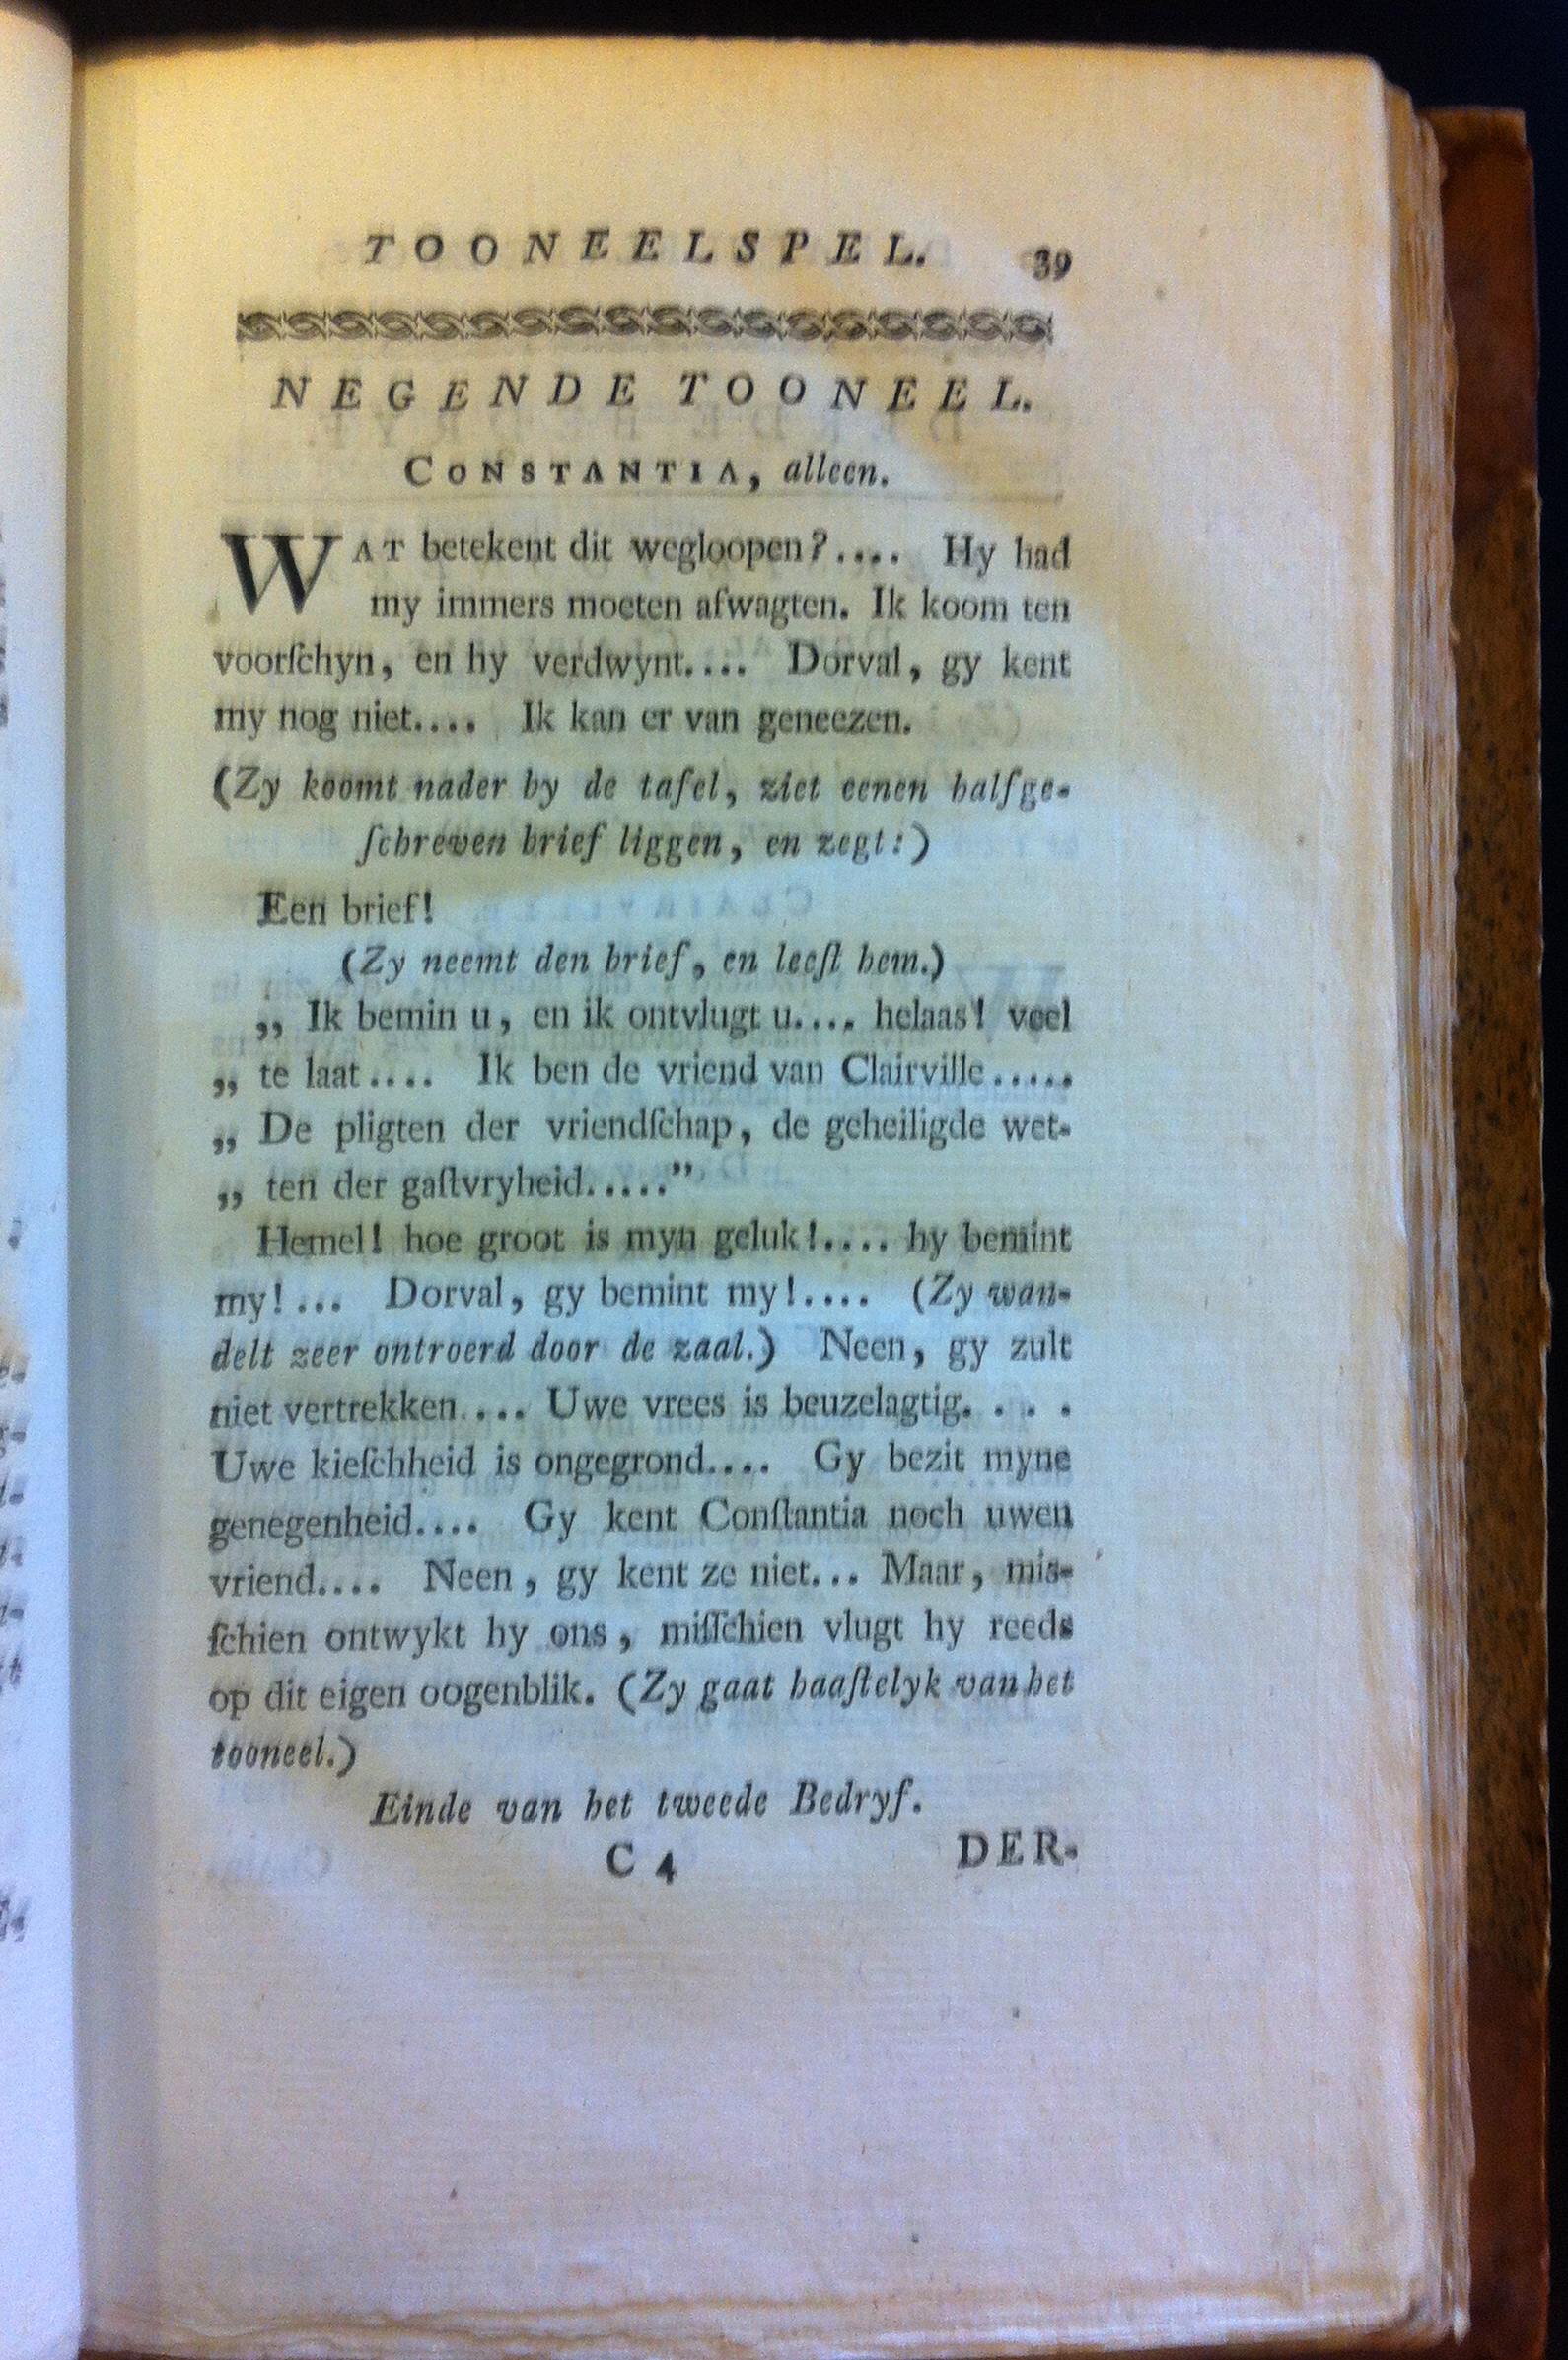 TOONEELSPEL. 39
NEGENDE TOONEEL.
CONSTANTIA, alleen.
WAT betekent dit wegloopen?.... Hy had
my immers moeten afwagten. Ik koom ten
voorſchyn, en hy verdwynt.... Dorval, gy kent
my nog niet.... Ik kan er van geneezen.
(Zy koomt nader by de tafel, ziet eenen halfge-
ſchreven brief liggen, en zegt:)
Een brief!
(Zy neemt den brief, en leeſt hem.)
„ Ik bemin u, en ik ontvlugt u.... helaas! veel
„ te laat.... Ik ben de vriend van Clairville.....
„ De pligten der vriendſchap, de geheiligde wet-
„ ten der gaſtvryheid.....”
Hemel! hoe groot is myn geluk!.... hy bemint
my!... Dorval, gy bemint my!.... (Zy wan-
delt zeer ontroerd door de zaal.) Neen, gy zult
niet vertrekken.... Uwe vrees is beuzelagtig. . . .
Uwe kieſchheid is ongegrond.... Gy bezit myne
genegenheid.... Gy kent Conſtantia noch uwen
vriend.... Neen, gy kent ze niet... Maar, mis-
ſchien ontwykt hy ons, miſſchien vlugt hy reeds
op dit eigen oogenblik. (Zy gaat haaſtelyk van het
tooneel.)
Einde van het tweede Bedryf.
C 4 DER-